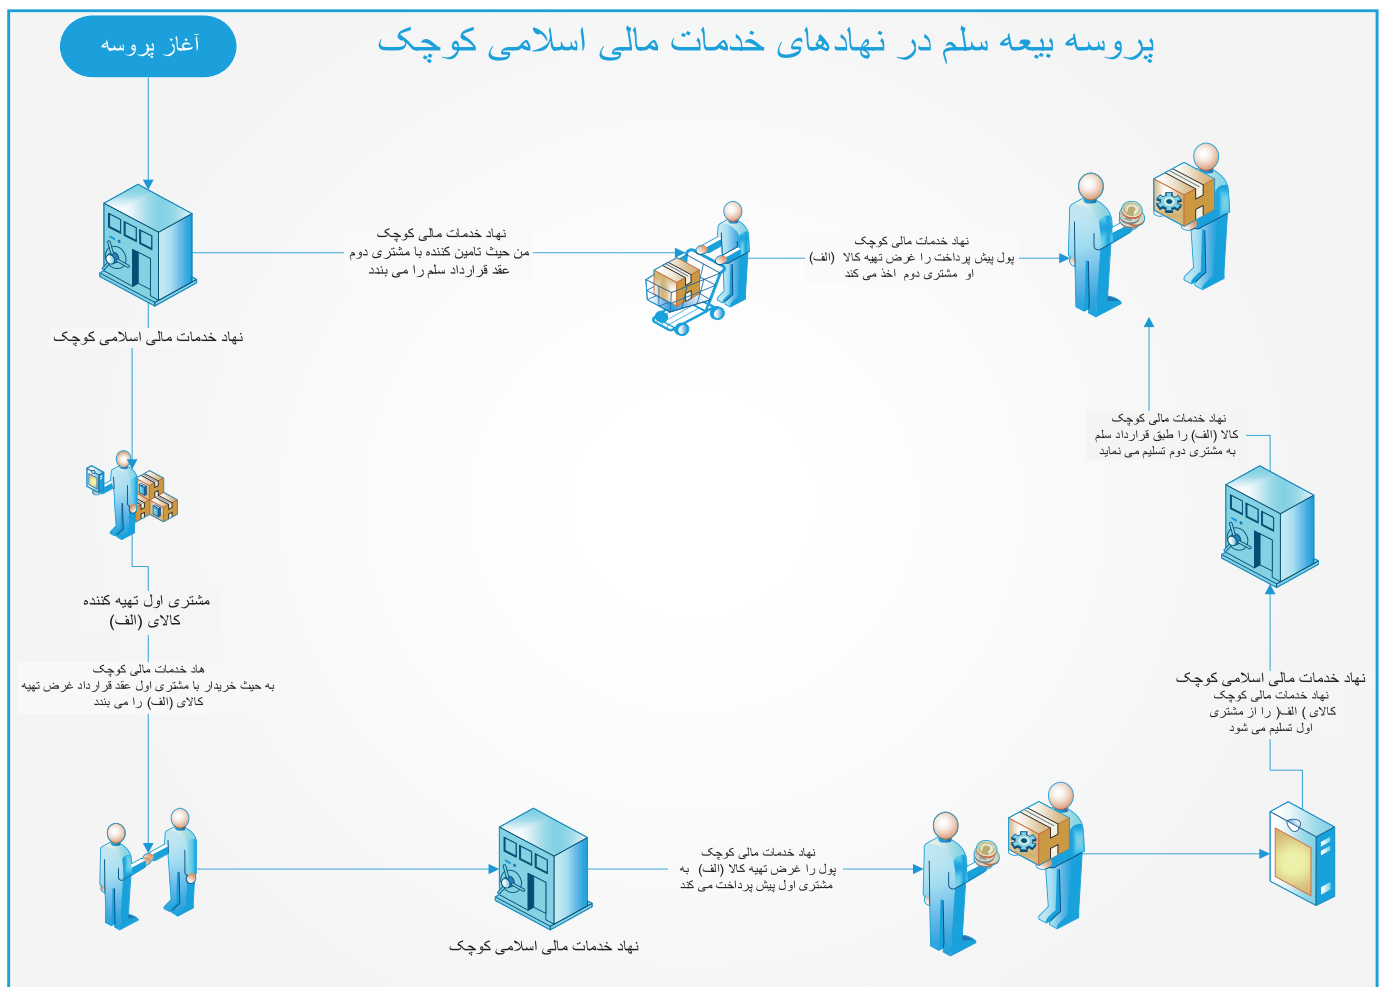 پروسه بیعه سلم در نهادهای خدمات مالی اسلامی کوچک
آغاز پروسه
نهاد خدمات مالی کوچک
من حیث تامین کننده با مشتری دوم
عقد قرارداد سلم را می بندد
نهاد خدمات مالی کوچک
پول پیش پرداخت را غرض تهیه کالا (الف)
او مشتری دوم اخذ می کند
نهاد خدمات مالی اسلامی کوچک
مشتری اول تهیه کننده
کالای (الف)
هاد خدمات مالی کوچک
به حیث خریدار با مشتری اول عقد قرارداد غرض تهیه
کالای (الف) را می بندد
نهاد خدمات مالی اسلامی کوچک
نهاد خدمات مالی کوچک
پول را غرض تهیه کالا (الف) به
مشتری اول پیش پرداخت می کند
نهاد خدمات مالی اسلامی کوچک
نهاد خدمات مالی کوچک
کالای ) الف( را از مشتری
اول تسلیم می شود
نهاد خدمات مالی کوچک
کالا (الف) را طبق قرارداد سلم
به مشتری دوم تسلیم می نماید